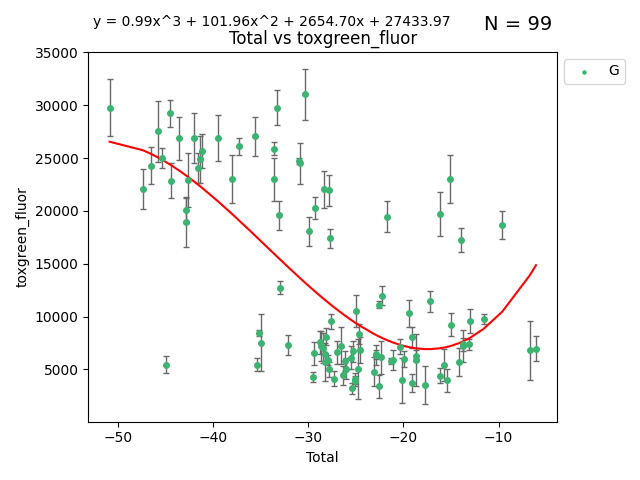 y = 0.99x^3 + 101.96x^2 + 2654.70x + 27433.97
N = 99
Total vs toxgreen_fluor
G
35000
30000
25000
20000
15000
10000
5000
toxgreen_fluor
−50
−40
−30
−20
−10
Total